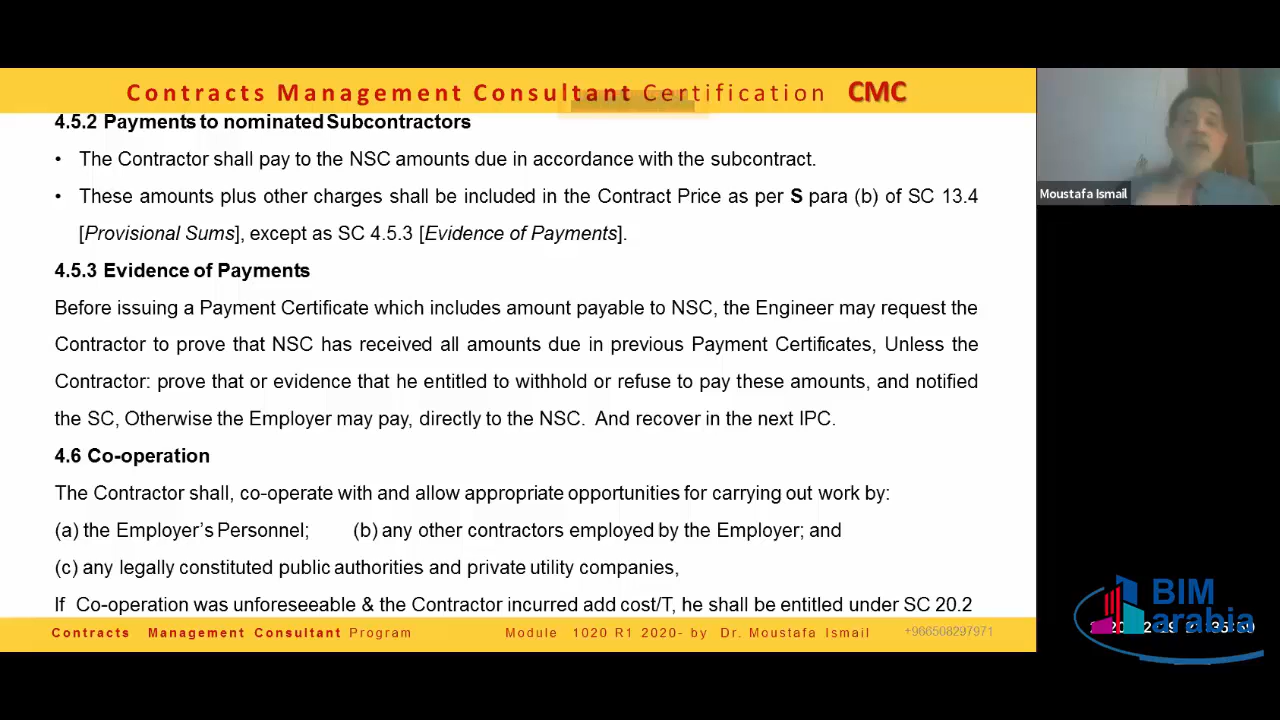 Contracts Management Consultant Certification CMC
4.5.2 Payments to nominated Subcontractors
• The Contractor shall pay to the NSC amounts due in accordance with the subcontract.
• These amounts plus other charges shall be included in the Contract Price as per S para (b) of SC 13.4
[Provisional Sums], except as SC 4.5.3 [Evidence of Payments].
4.5.3 Evidence of Payments
Before issuing a Payment Certificate which includes amount payable to NSC, the Engineer may request the
Contractor to prove that NSC has received all amounts due in previous Payment Certificates, Unless the
Contractor: prove that or evidence that he entitled to withhold or refuse to pay these amounts, and notified
the SC, Otherwise the Employer may pay, directly to the NSC. And recover in the next IPC.
4.6 Co-operation
The Contractor shall, co-operate with and allow appropriate opportunities for carrying out work by:
(a) the Employer's Personnel; (b) any other contractors employed by the Employer; and
(c) any legally constituted public authorities and private utility companies,
If Co-operation was unforeseeable & the Contractor incurred add cost/T, he shall be entitled under SC 20.2
Contracts Management Consultant Program Module 1020 R1 2020- by Dr. Moustafa Ismail +966508297971
Moustafa Ismail
BIM
arabia